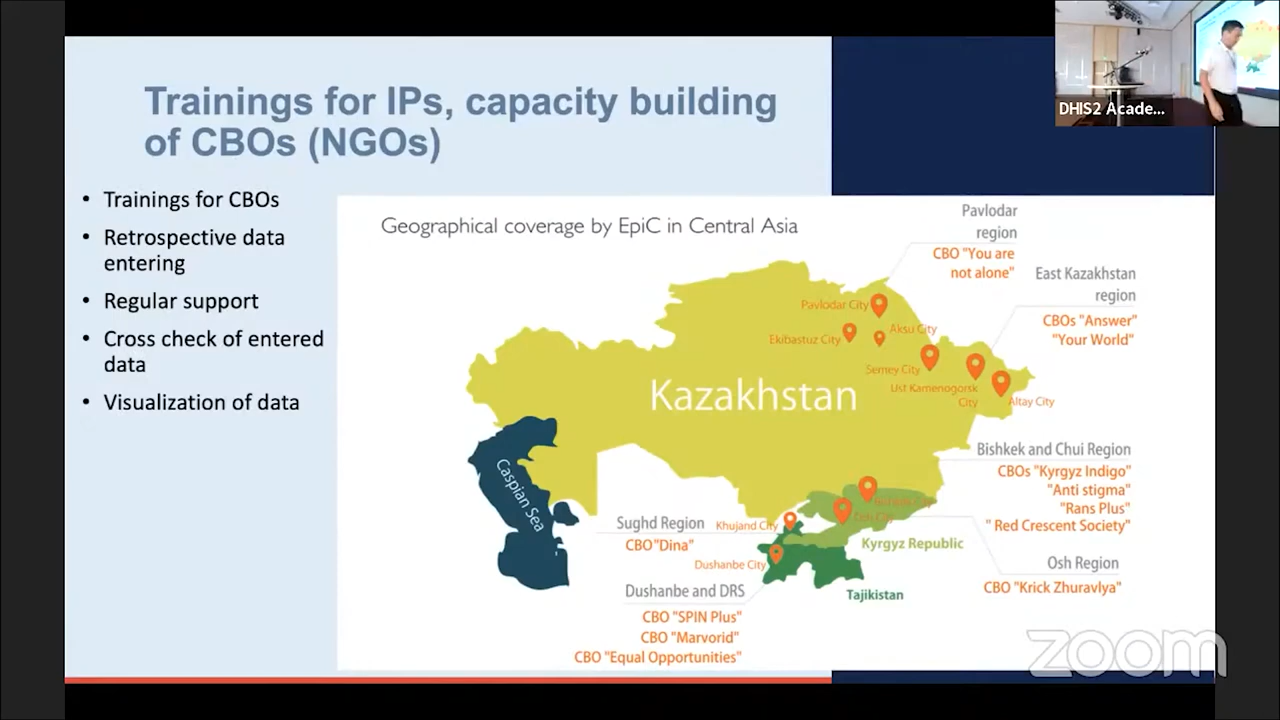 DHIS2 Acade...
Trainings for IPs, capacity building
of CBOs (NGOs)
• Trainings for CBOs
• Retrospective data
entering
• Regular support
• Cross check of entered
data
• Visualization of data
Geographical coverage by EpiC in Central Asia
Pavlodar
region
CBO "You are
not alone"
East Kazakhstan
region
CBOs "Answer"
"Your World"
Pavlodar City
Ekibastuz City
Aksu City
Semey City
Ust Kamenogorsk
City
Altay City
Kazakhstan
Caspian Sea
Bishkek and Chui Region
CBOs "Kyrgyz Indigo"
"Anti stigma"
"Rans Plus"
" Red Crescent Society"
Osh City
Kyrgyz Republic
Osh Region
CBO "Krick Zhuravlya"
Sughd Region
CBO"Dina"
Khujand City
Dushanbe City
Dushanbe and DRS
CBO "SPIN Plus"
CBO "Marvorid"
CBO "Equal Opportunities"
Tajikistan
zoom